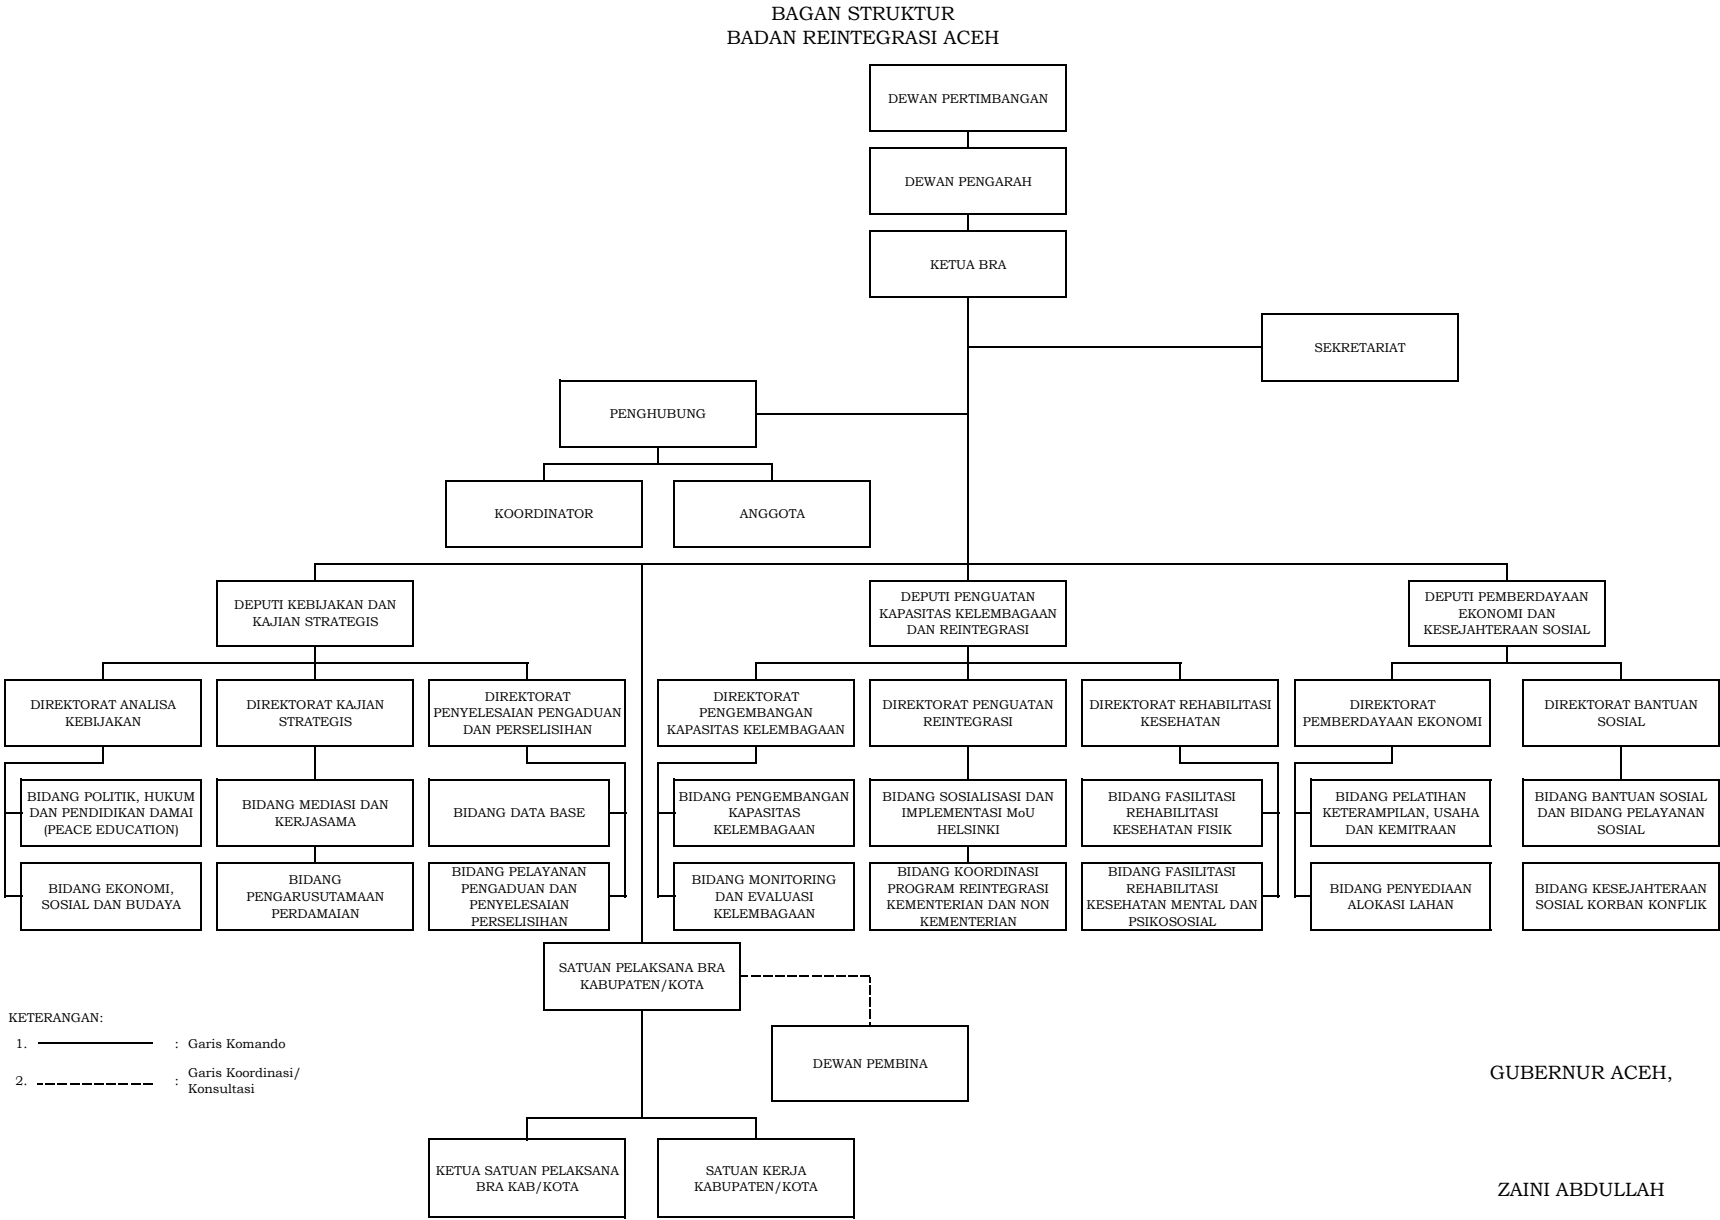 BAGAN STRUKTUR
BADAN REINTEGRASI ACEH
DEWAN PERTIMBANGAN
DEWAN PENGARAH
KETUA BRA
SEKRETARIAT
PENGHUBUNG
KOORDINATOR
ANGGOTA
DEPUTI KEBIJAKAN DAN
KAJIAN STRATEGIS
DEPUTI PENGUATAN
KAPASITAS KELEMBAGAAN
DAN REINTEGRASI
DEPUTI PEMBERDAYAAN
EKONOMI DAN
KESEJAHTERAAN SOSIAL
DIREKTORAT ANALISA
KEBIJAKAN
DIREKTORAT KAJIAN
STRATEGIS
DIREKTORAT
PENYELESAIAN PENGADUAN
DAN PERSELISIHAN
DIREKTORAT
PENGEMBANGAN
KAPASITAS KELEMBAGAAN
DIREKTORAT PENGUATAN
REINTEGRASI
DIREKTORAT REHABILITASI
KESEHATAN
DIREKTORAT
PEMBERDAYAAN EKONOMI
DIREKTORAT BANTUAN
SOSIAL
BIDANG POLITIK, HUKUM
DAN PENDIDIKAN DAMAI
(PEACE EDUCATION)
BIDANG MEDIASI DAN
KERJASAMA
BIDANG DATA BASE
BIDANG PENGEMBANGAN
KAPASITAS
KELEMBAGAAN
BIDANG SOSIALISASI DAN
IMPLEMENTASI MoU
HELSINKI
BIDANG FASILITASI
REHABILITASI
KESEHATAN FISIK
BIDANG PELATIHAN
KETERAMPILAN, USAHA
DAN KEMITRAAN
BIDANG BANTUAN SOSIAL
DAN BIDANG PELAYANAN
SOSIAL
BIDANG EKONOMI,
SOSIAL DAN BUDAYA
BIDANG
PENGARUSUTAMAAN
PERDAMAIAN
BIDANG PELAYANAN
PENGADUAN DAN
PENYELESAIAN
PERSELISIHAN
BIDANG MONITORING
DAN EVALUASI
KELEMBAGAAN
BIDANG KOORDINASI
PROGRAM REINTEGRASI
KEMENTERIAN DAN NON
KEMENTERIAN
BIDANG FASILITASI
REHABILITASI
KESEHATAN MENTAL DAN
PSIKOSOSIAL
BIDANG PENYEDIAAN
ALOKASI LAHAN
BIDANG KESEJAHTERAAN
SOSIAL KORBAN KONFLIK
SATUAN PELAKSANA BRA
KABUPATEN/KOTA
DEWAN PEMBINA
KETERANGAN:
1. : Garis Komando
2. : Garis Koordinasi/
Konsultasi
KETUA SATUAN PELAKSANA
BRA KAB/KOTA
SATUAN KERJA
KABUPATEN/KOTA
GUBERNUR ACEH,
ZAINI ABDULLAH